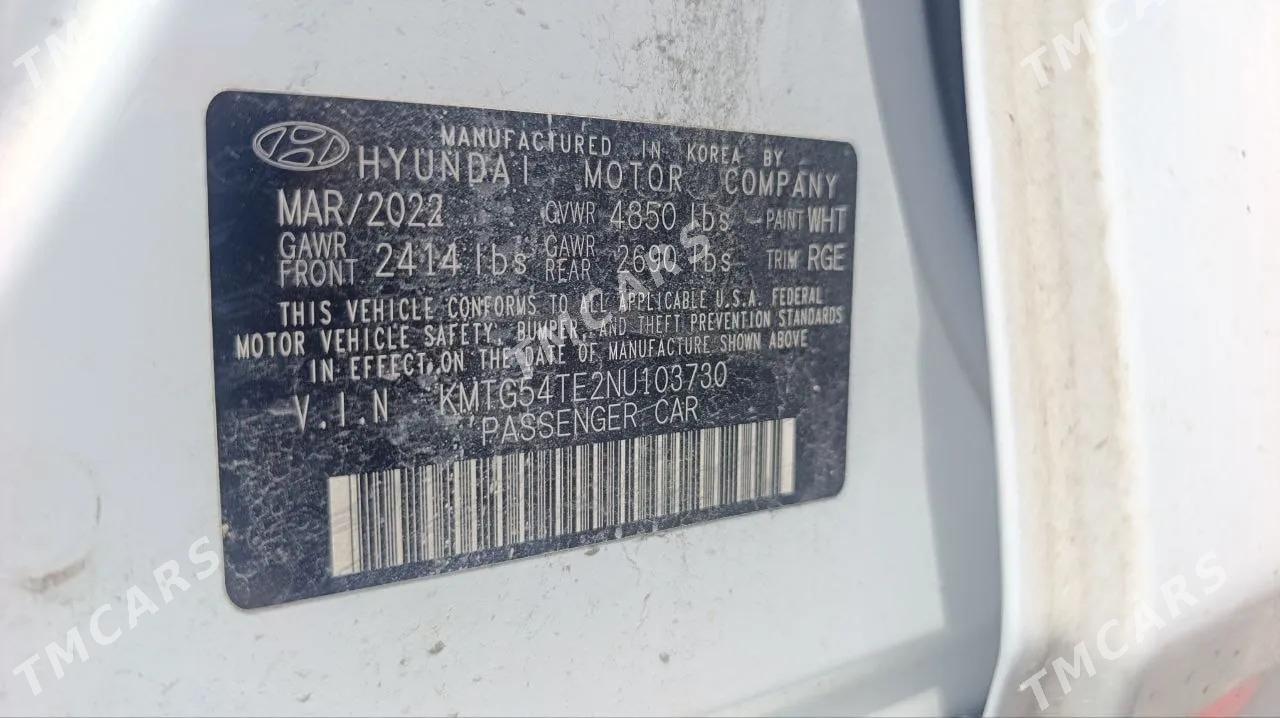 MANUFACTURED IN KOREA BY
HYUNDAI MOTOR COMPANY
MAR/2022 GVWR 4850 lbs PAINT WHT
GAWR FRONT 2414 lbs GAWR REAR 2690 lbs TRIM RGE
THIS VEHICLE CONFORMS TO ALL APPLICABLE U.S.A. FEDERAL
MOTOR VEHICLE SAFETY, BUMPER, AND THEFT PREVENTION STANDARDS
IN EFFECT ON THE DATE OF MANUFACTURE SHOWN ABOVE
V.I.N KMTG54TE2NU103730
PASSENGER CAR
TMCARS
TMCARS
TMCARS
TMCARS
TMCARS
TMCARS